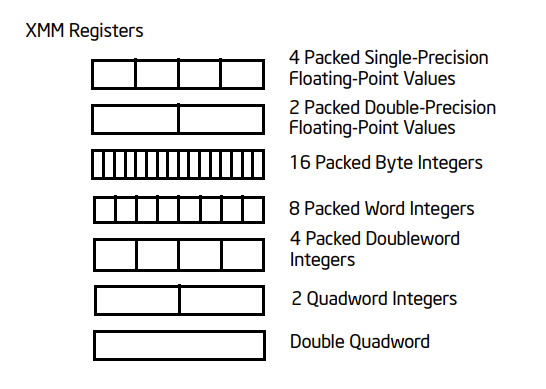 XMM Registers
4 Packed Single-Precision
Floating-Point Values
2 Packed Double-Precision
Floating-Point Values
16 Packed Byte Integers
8 Packed Word Integers
4 Packed Doubleword
Integers
2 Quadword Integers
Double Quadword